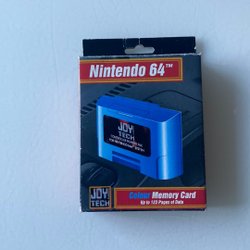 Nintendo 64™
JOY
TECH
JOY
TECH
Colour Memory Card
Up to 123 Pages of Data